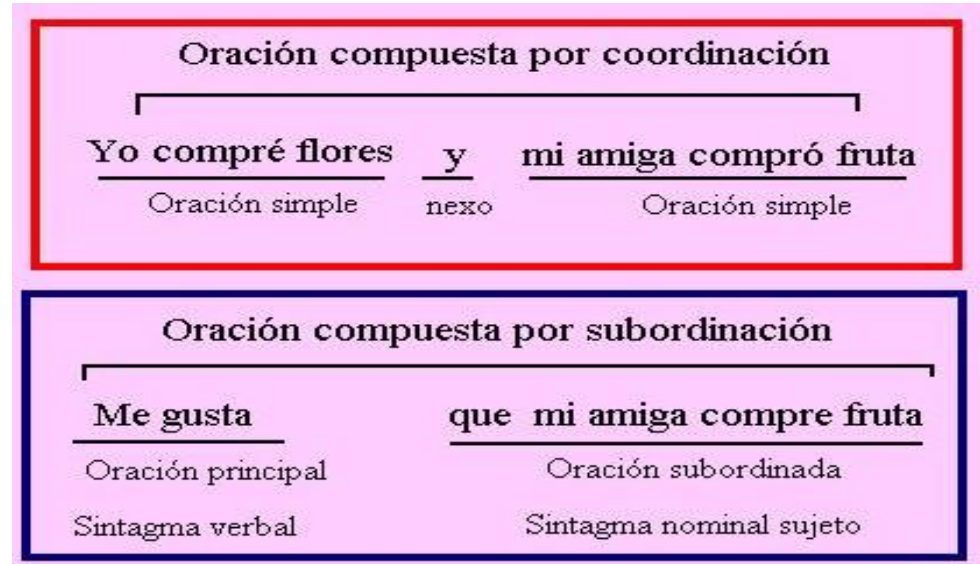 Oración compuesta por coordinación
Yo compré flores y mi amiga compró fruta
Oración simple nexo Oración simple
Oración compuesta por subordinación
Me gusta que mi amiga compre fruta
Oración principal Oración subordinada
Sintagma verbal Sintagma nominal sujeto